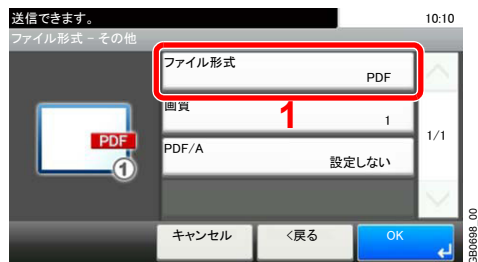 送信できます。
10:10
ファイル形式 - その他
ファイル形式
PDF
画質
1
1
PDF/A
設定しない
1/1
PDF
①
キャンセル
<戻る
OK
GB0698_00